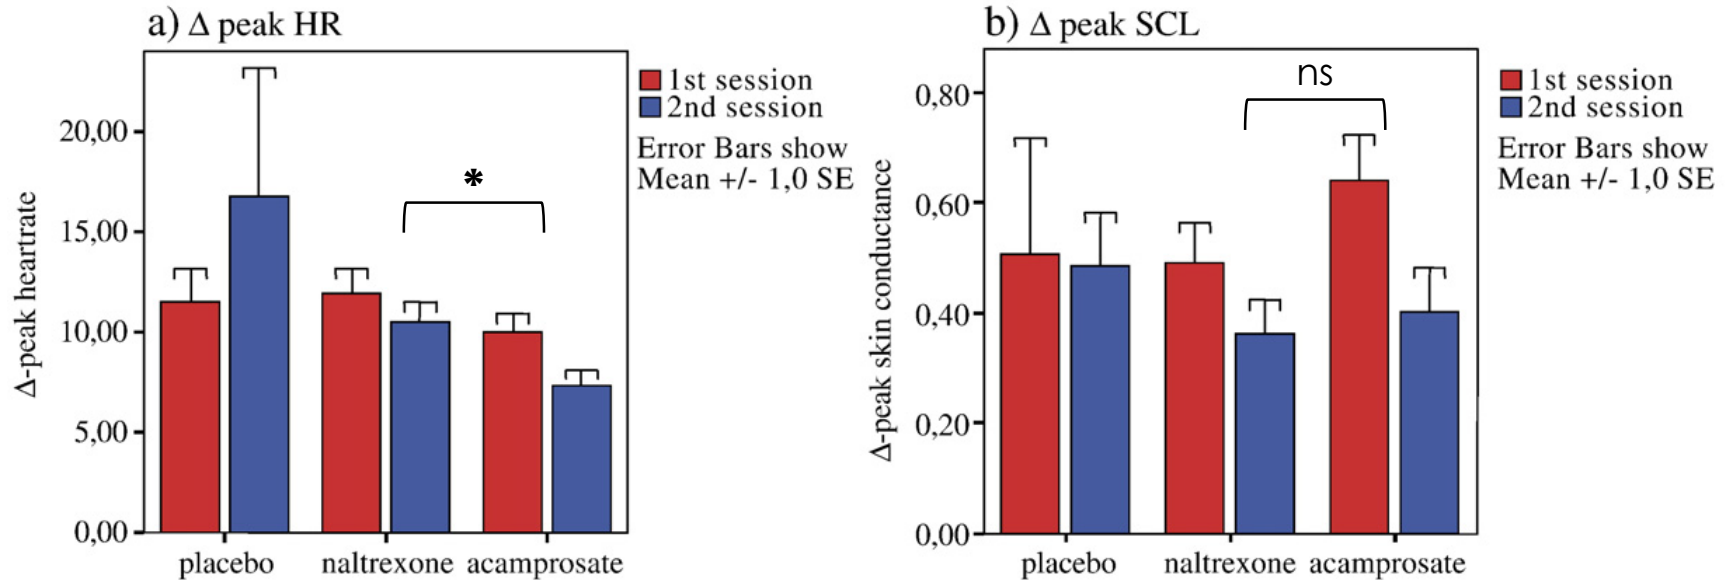 a) Δ peak HR
1st session
2nd session
Error Bars show
Mean +/- 1,0 SE
*
Δ-peak heartrate
20,00
15,00
10,00
5,00
0,00
placebo naltrexone acamprosate
b) Δ peak SCL
1st session
2nd session
Error Bars show
Mean +/- 1,0 SE
ns
Δ-peak skin conductance
0,80
0,60
0,40
0,20
0,00
placebo naltrexone acamprosate